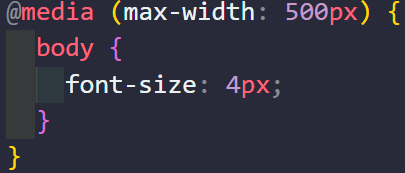 @media (max-width: 500px) {
  body {
    font-size: 4px;
  }
}